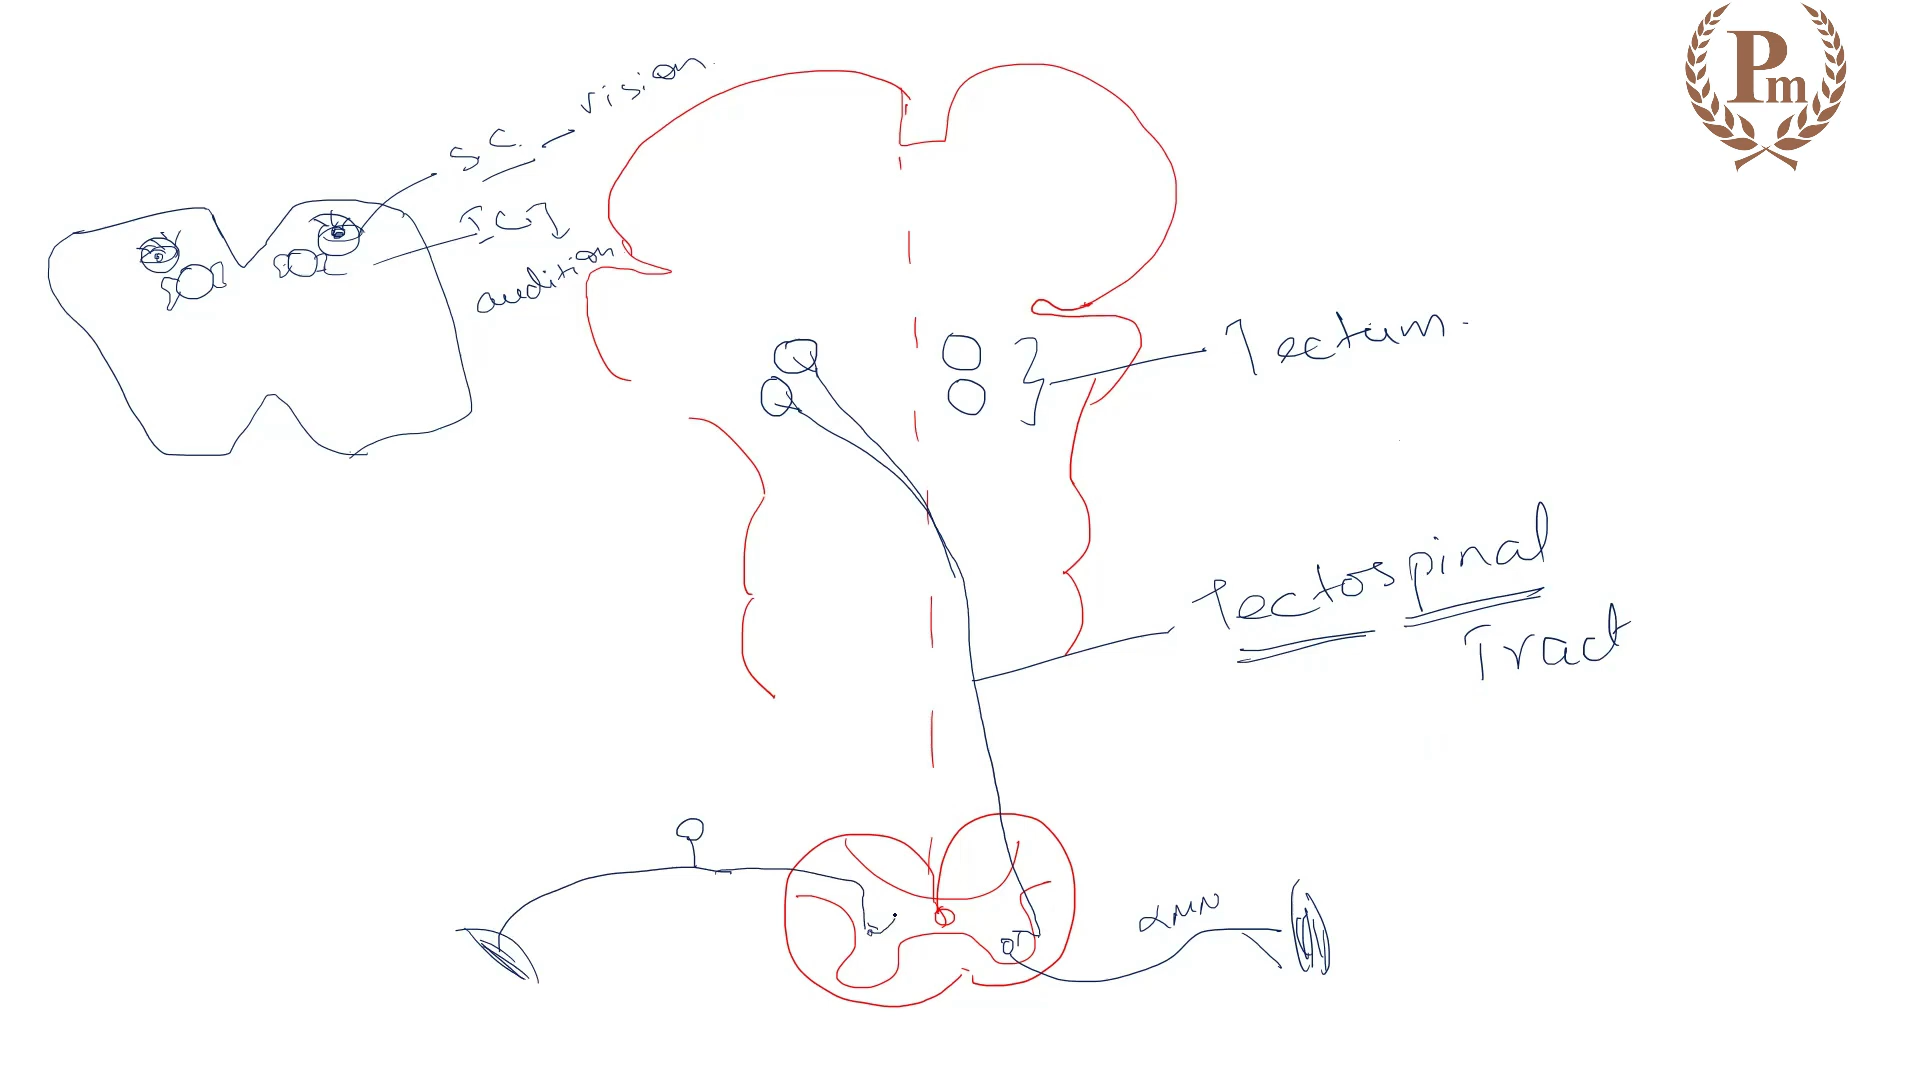 S.C.
vision.
I C
audition
Tectum.
Tectospinal
Tract
αMN
Pm